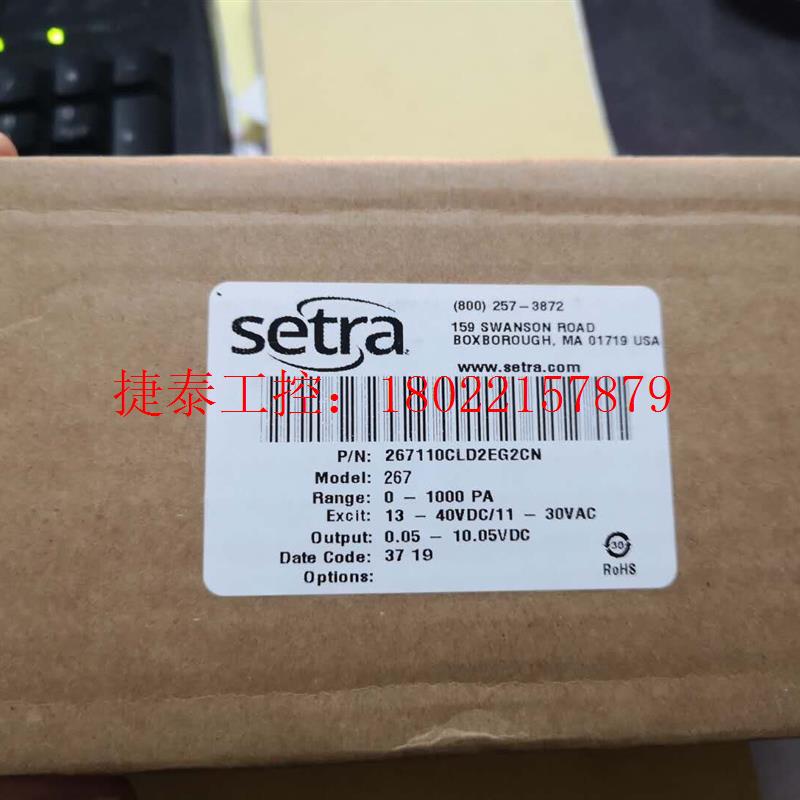 setra
(800) 257-3872
159 SWANSON ROAD
BOXBOROUGH, MA 01719 USA
www.setra.com
捷泰工控：18022157879
P/N: 267110CLD2EG2CN
Model: 267
Range: 0 - 1000 PA
Excit: 13 - 40VDC/11 - 30VAC
Output: 0.05 - 10.05VDC
Date Code: 37 19
Options:
30
RoHS